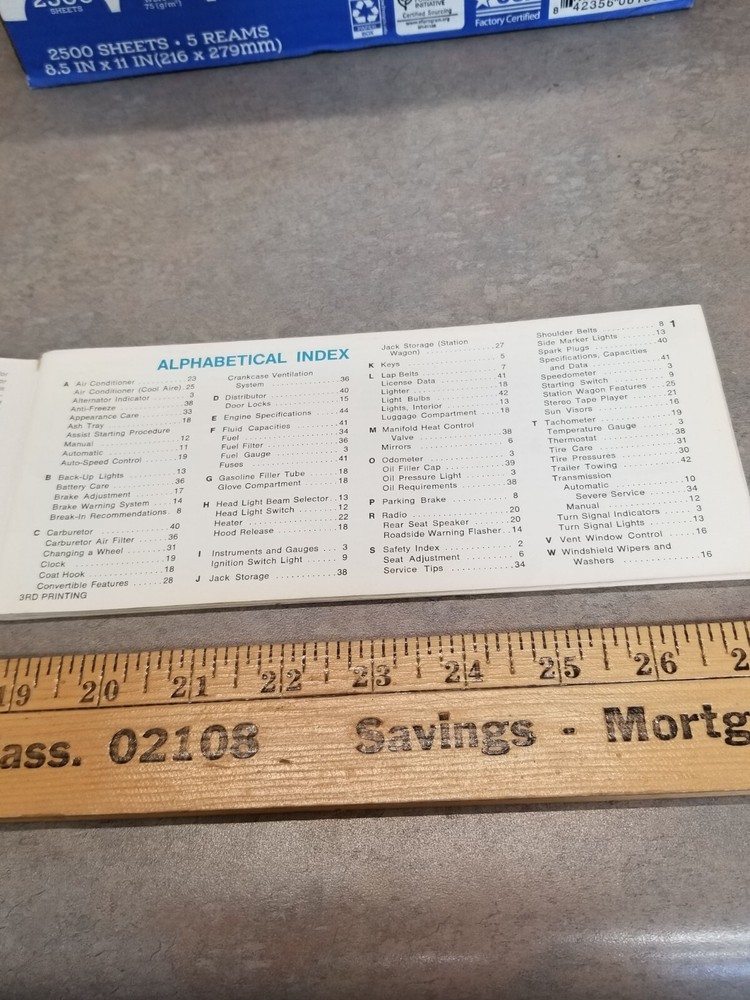 2500
SHEETS
75(g/m²)
2500 SHEETS • 5 REAMS
8.5 IN x 11 IN(216 x 279mm)
INITIATIVE
Certified Sourcing
Factory Certified
8
ALPHABETICAL INDEX
A Air Conditioner 23
Air Conditioner (Cool Aire) 25
Alternator Indicator 3
Anti-Freeze 38
Appearance Care 33
Ash Tray 18
Assist Starting Procedure
Manual 12
Automatic 11
Auto-Speed Control 19
B Back-Up Lights 13
Battery Care 36
Brake Adjustment 17
Brake Warning System 14
Break-In Recommendations 8
C Carburetor 40
Carburetor Air Filter 36
Changing a Wheel 31
Clock 19
Coat Hook 18
Convertible Features 28
3RD PRINTING
Crankcase Ventilation
System 36
D Distributor 40
Door Locks 15
E Engine Specifications 44
F Fluid Capacities 41
Fuel 34
Fuel Filter 36
Fuel Gauge 3
Fuses 41
G Gasoline Filler Tube 18
Glove Compartment 18
H Head Light Beam Selector 13
Head Light Switch 12
Heater 22
Hood Release 18
I Instruments and Gauges 3
Ignition Switch Light 9
J Jack Storage 38
Jack Storage (Station
Wagon) 27
K Keys 5
L Lap Belts 7
License Data 41
Lighter 18
Light Bulbs 42
Lights, Interior 13
Luggage Compartment 18
M Manifold Heat Control
Valve 38
Mirrors 6
O Odometer 3
Oil Filler Cap 39
Oil Pressure Light 3
Oil Requirements 38
P Parking Brake 8
R Radio 20
Rear Seat Speaker 20
Roadside Warning Flasher 14
S Safety Index 2
Seat Adjustment 6
Service Tips 34
Shoulder Belts 8
Side Marker Lights 13
Spark Plugs 40
Specifications, Capacities
and Data 41
Speedometer 3
Starting Switch 9
Station Wagon Features 25
Stereo Tape Player 21
Sun Visors 16
T Tachometer 19
Temperature Gauge 3
Thermostat 38
Tire Care 31
Tire Pressures 30
Trailer Towing 42
Transmission
Automatic 10
Severe Service 34
Manual 12
Turn Signal Indicators 3
Turn Signal Lights 13
V Vent Window Control 16
W Windshield Wipers and
Washers 16
1
19 20 21 22 23 24 25 26 2
ass. 02108 Savings - Mortg